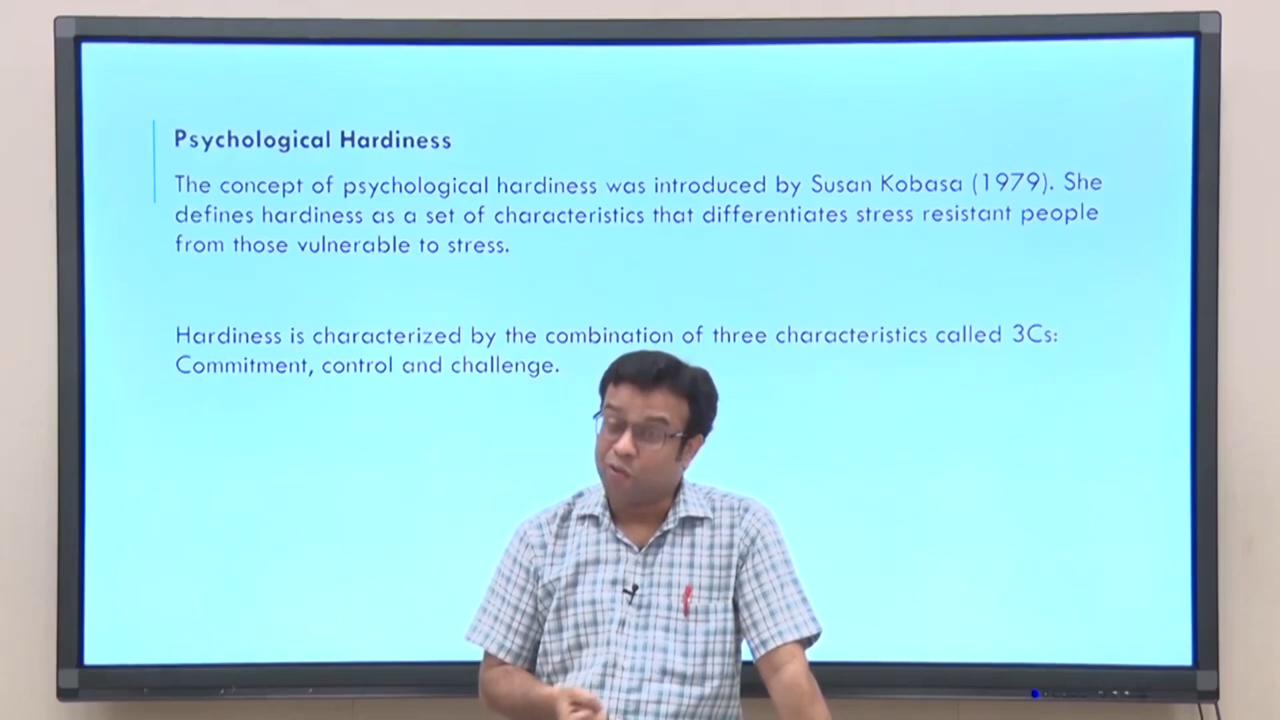 Psychological Hardiness
The concept of psychological hardiness was introduced by Susan Kobasa (1979). She
defines hardiness as a set of characteristics that differentiates stress resistant people
from those vulnerable to stress.
Hardiness is characterized by the combination of three characteristics called 3Cs:
Commitment, control and challenge.